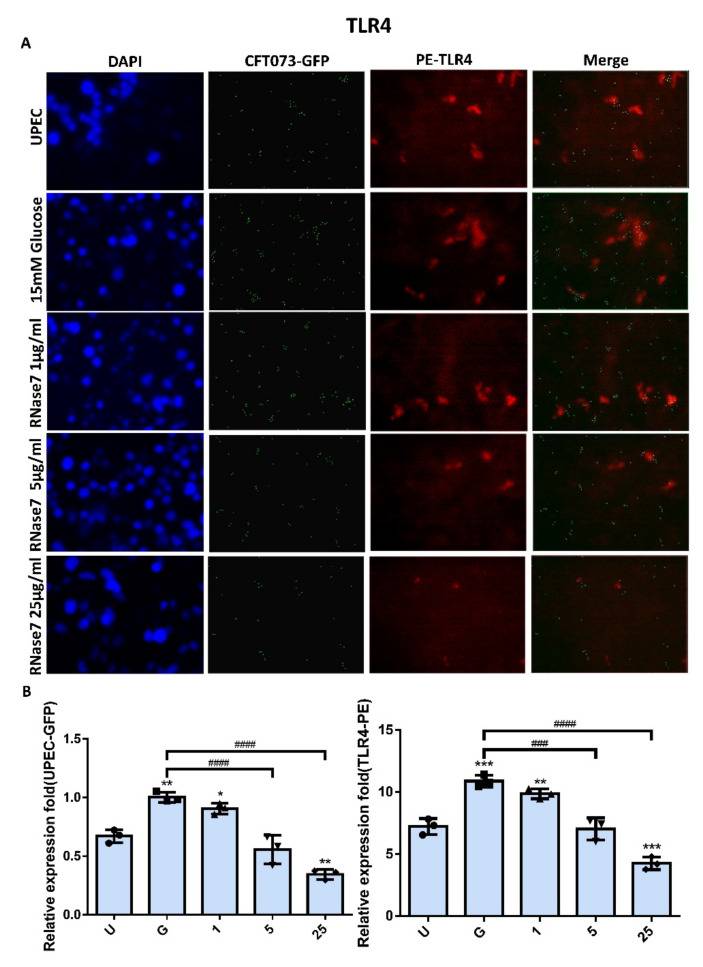 TLR4
A
DAPI CFT073-GFP PE-TLR4 Merge
UPEC
15mM Glucose
RNase7 1μg/ml
RNase7 5μg/ml
RNase7 25μg/ml
B
Relative expression fold(UPEC-GFP)
1.5
1.0
0.5
0.0
####
####
**
*
**
U G 1 5 25
Relative expression fold(TLR4-PE)
15
10
5
0
####
###
***
**
***
U G 1 5 25